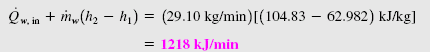 Q̇w, in + ṁw(h2 − h1) = (29.10 kg/min)[(104.83 − 62.982) kJ/kg]
= 1218 kJ/min